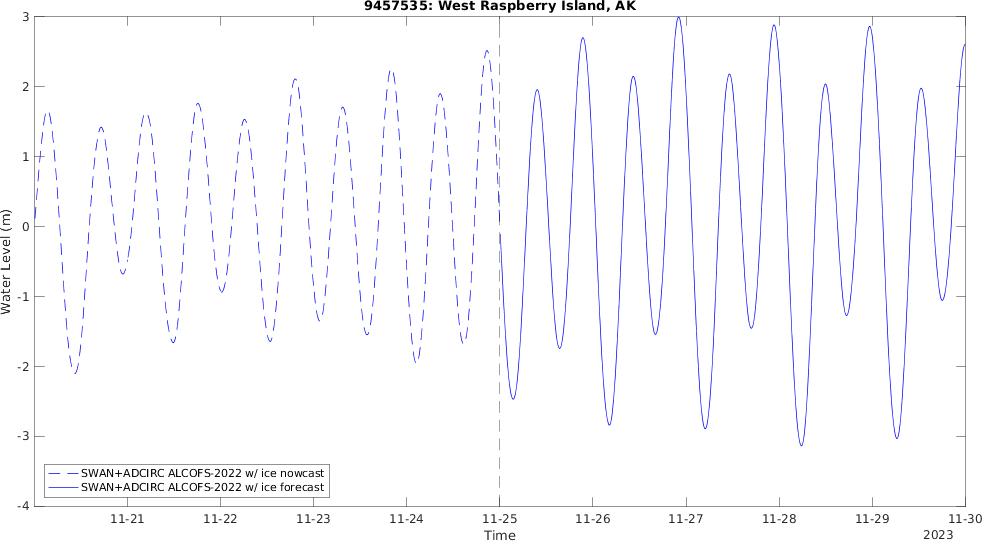 9457535: West Raspberry Island, AK
Water Level (m)
3
2
1
0
-1
-2
-3
-4
SWAN+ADCIRC ALCOFS-2022 w/ ice nowcast
SWAN+ADCIRC ALCOFS-2022 w/ ice forecast
11-21 11-22 11-23 11-24 11-25 11-26 11-27 11-28 11-29 11-30
Time
2023